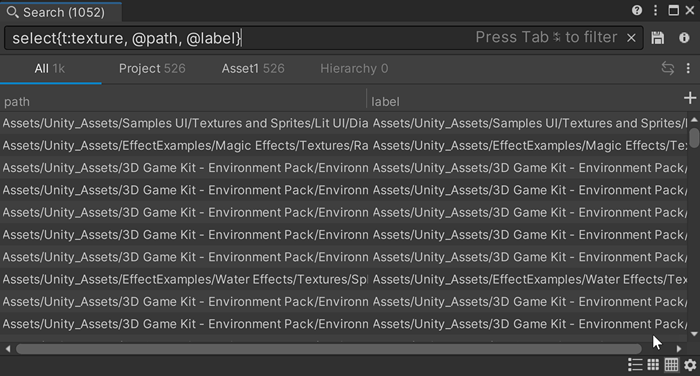 Search (1052)
select{t:texture, @path, @label}
Press Tab to filter
All 1k Project 526 Asset1 526 Hierarchy 0
path label
Assets/Unity_Assets/Samples UI/Textures and Sprites/Lit UI/Dia Assets/Unity_Assets/Samples UI/Textures and Sprites/
Assets/Unity_Assets/EffectExamples/Magic Effects/Textures/Ra Assets/Unity_Assets/EffectExamples/Magic Effects/Tex
Assets/Unity_Assets/3D Game Kit - Environment Pack/Environn Assets/Unity_Assets/3D Game Kit - Environment Pack/
Assets/Unity_Assets/3D Game Kit - Environment Pack/Environn Assets/Unity_Assets/3D Game Kit - Environment Pack/
Assets/Unity_Assets/3D Game Kit - Environment Pack/Environn Assets/Unity_Assets/3D Game Kit - Environment Pack/
Assets/Unity_Assets/3D Game Kit - Environment Pack/Environn Assets/Unity_Assets/3D Game Kit - Environment Pack/
Assets/Unity_Assets/3D Game Kit - Environment Pack/Environn Assets/Unity_Assets/3D Game Kit - Environment Pack/
Assets/Unity_Assets/EffectExamples/Water Effects/Textures/Spl Assets/Unity_Assets/EffectExamples/Water Effects/Tex
Assets/Unity_Assets/3D Game Kit - Environment Pack/Environn Assets/Unity_Assets/3D Game Kit - Environment Pack/
Assets/Unity_Assets/3D Game Kit - Environment Pack/Environn Assets/Unity_Assets/3D Game Kit - Environment Pack/